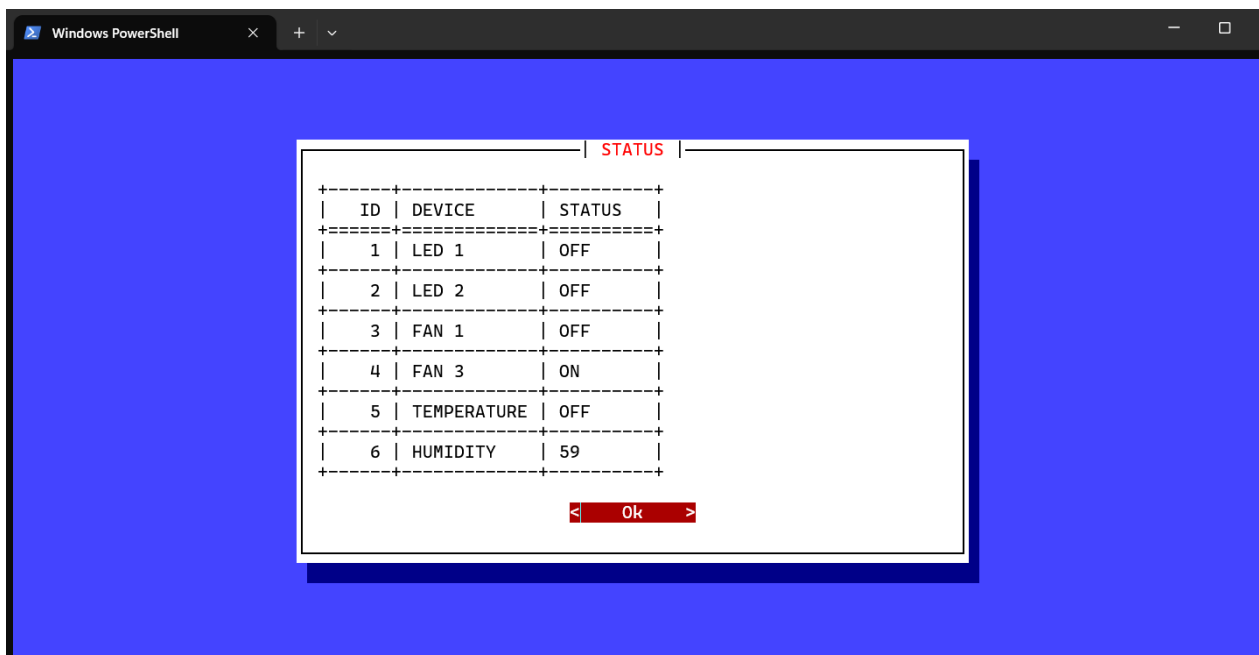 Windows PowerShell
| STATUS |
+------+-------------+----------+
|   ID | DEVICE      | STATUS   |
+======+=============+==========+
|    1 | LED 1       | OFF      |
+------+-------------+----------+
|    2 | LED 2       | OFF      |
+------+-------------+----------+
|    3 | FAN 1       | OFF      |
+------+-------------+----------+
|    4 | FAN 3       | ON       |
+------+-------------+----------+
|    5 | TEMPERATURE | OFF      |
+------+-------------+----------+
|    6 | HUMIDITY    | 59       |
+------+-------------+----------+
<    Ok    >